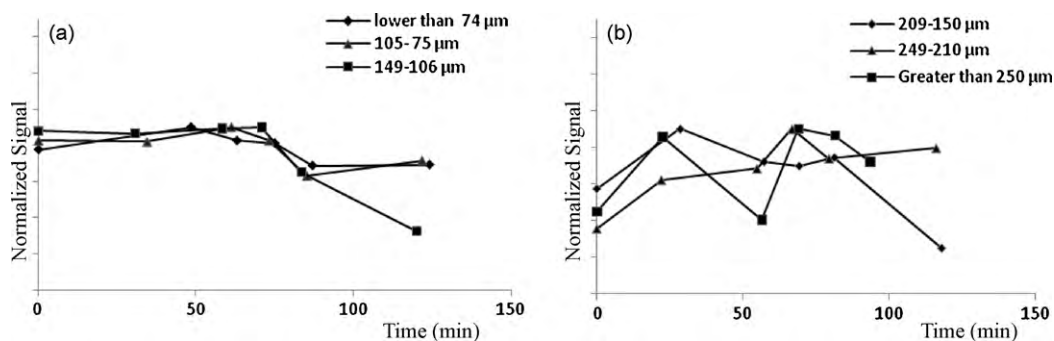 (a)
lower than 74 µm
105- 75 µm
149-106 µm
Normalized Signal
0 50 100 150
Time (min)
(b)
209-150 µm
249-210 µm
Greater than 250 µm
Normalized Signal
0 50 100 150
Time (min)